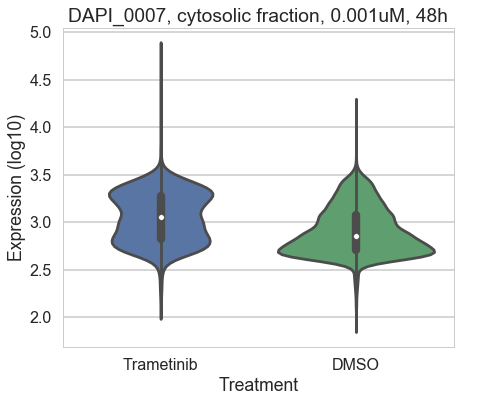 DAPI_0007, cytosolic fraction, 0.001uM, 48h
5.0
4.5
4.0
3.5
3.0
2.5
2.0
Expression (log10)
Trametinib
DMSO
Treatment